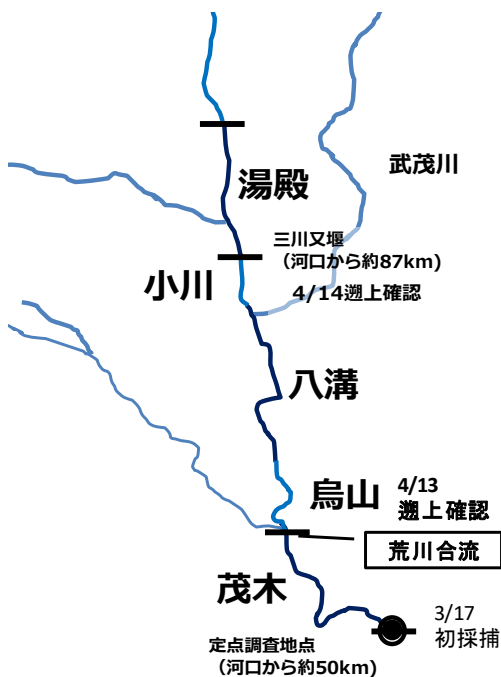 湯殿
武茂川
三川又堰
（河口から約87km）
小川
4/14遡上確認
八溝
烏山
4/13
遡上確認
荒川合流
茂木
3/17
初採捕
定点調査地点
（河口から約50km）